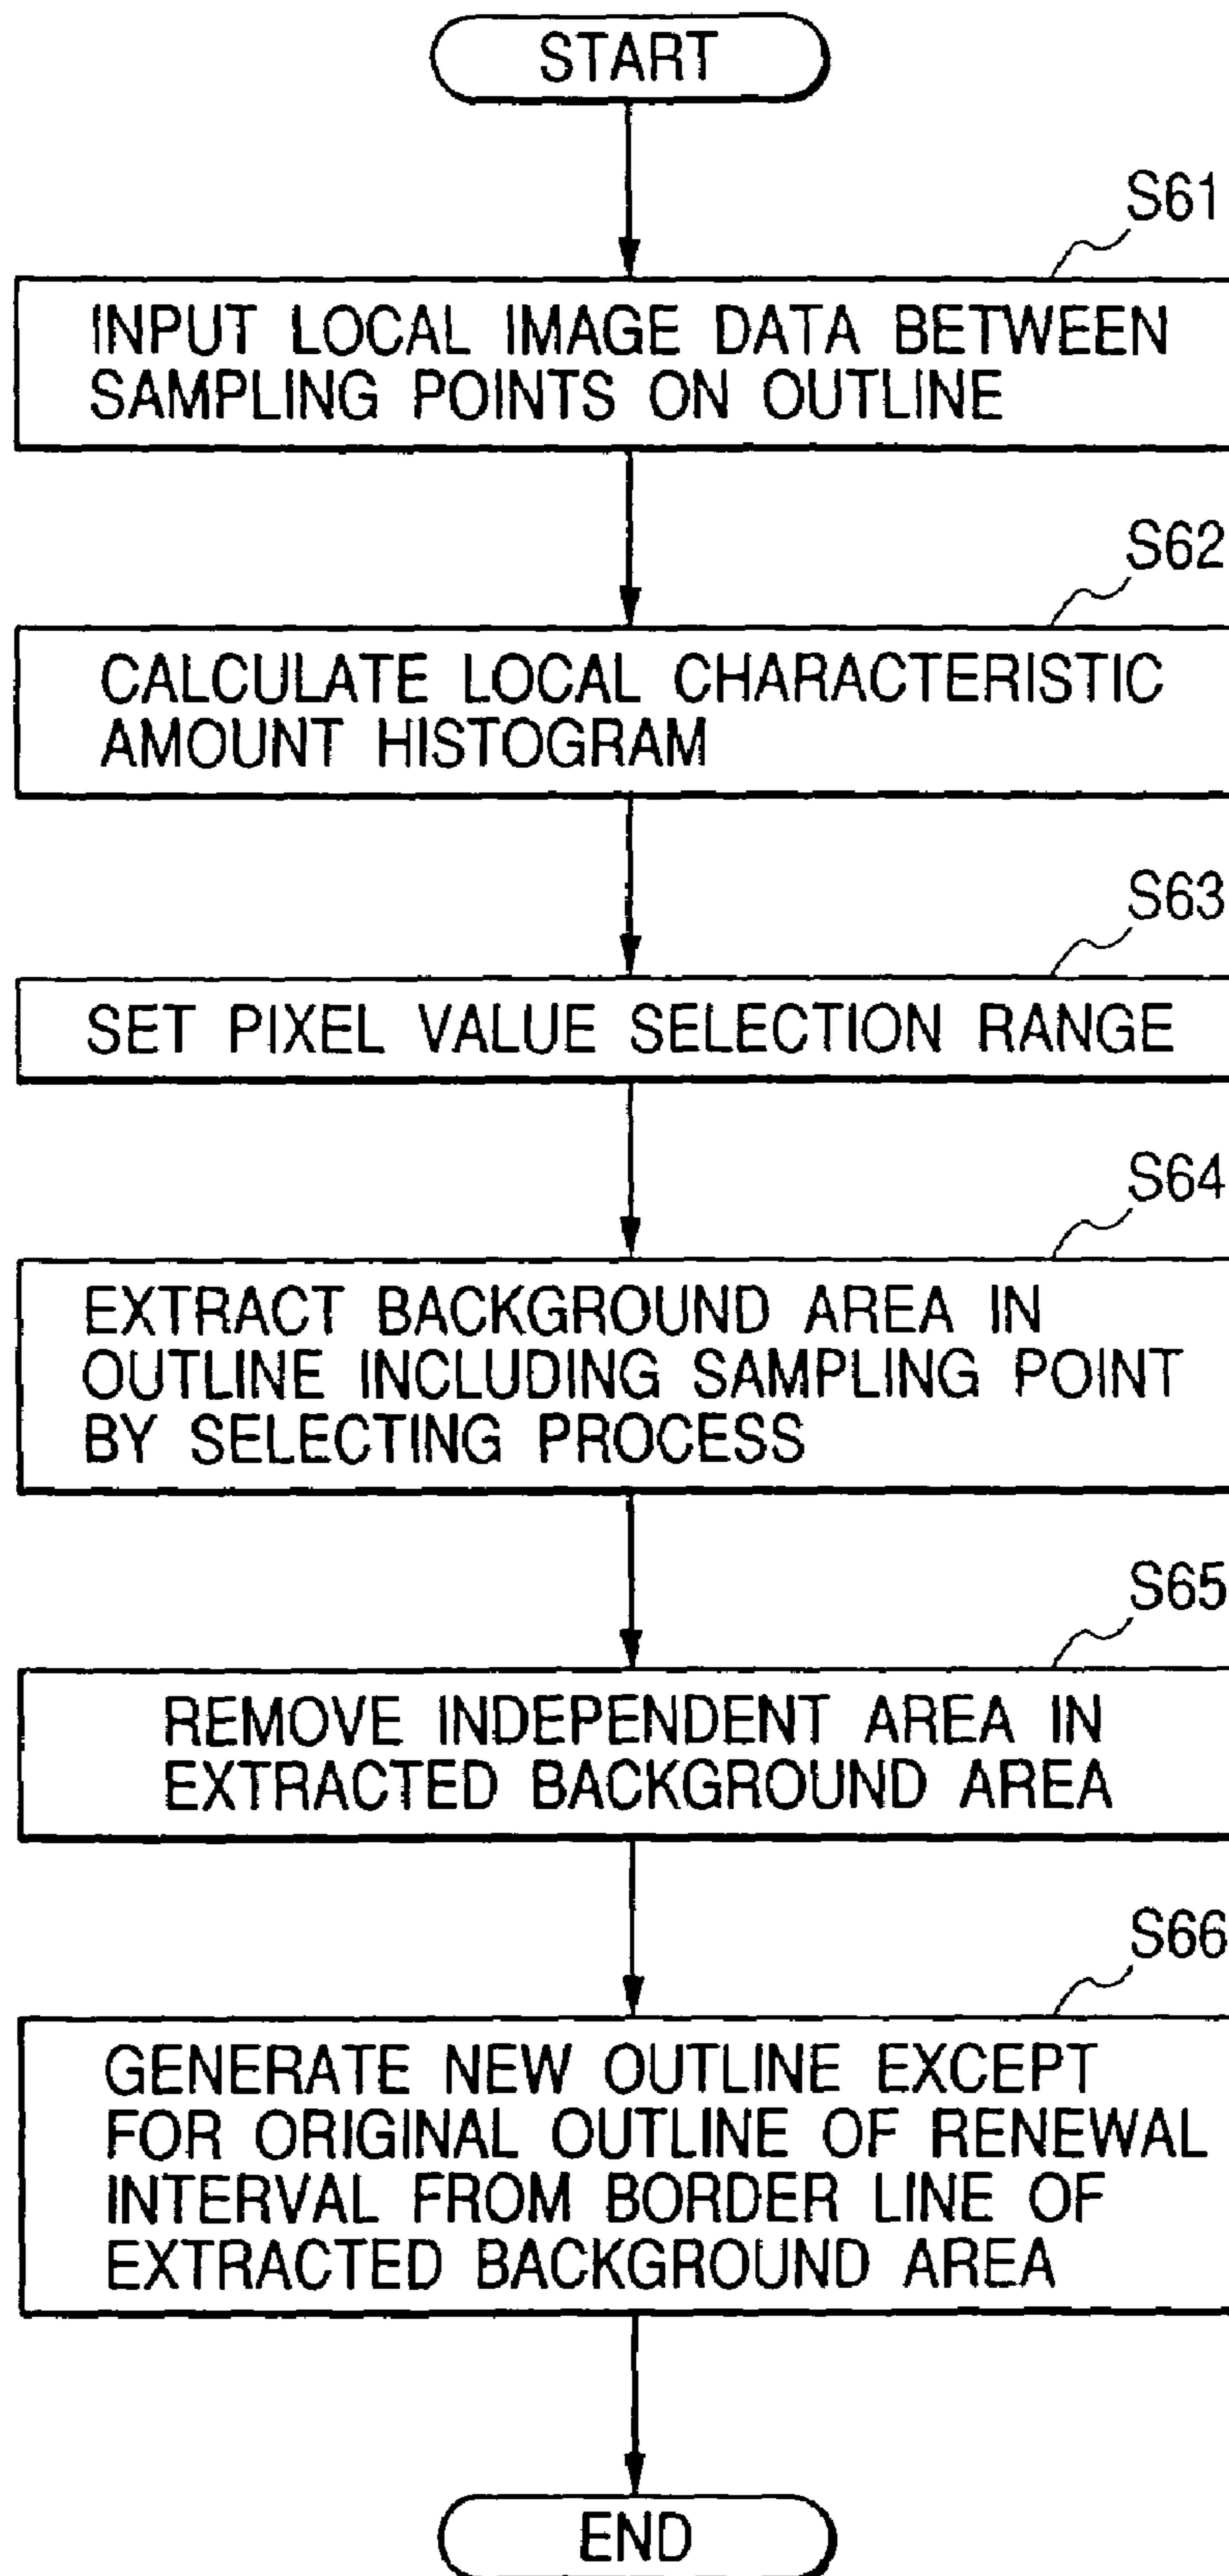 START
S61
INPUT LOCAL IMAGE DATA BETWEEN
SAMPLING POINTS ON OUTLINE
S62
CALCULATE LOCAL CHARACTERISTIC
AMOUNT HISTOGRAM
S63
SET PIXEL VALUE SELECTION RANGE
S64
EXTRACT BACKGROUND AREA IN
OUTLINE INCLUDING SAMPLING POINT
BY SELECTING PROCESS
S65
REMOVE INDEPENDENT AREA IN
EXTRACTED BACKGROUND AREA
S66
GENERATE NEW OUTLINE EXCEPT
FOR ORIGINAL OUTLINE OF RENEWAL
INTERVAL FROM BORDER LINE OF
EXTRACTED BACKGROUND AREA
END